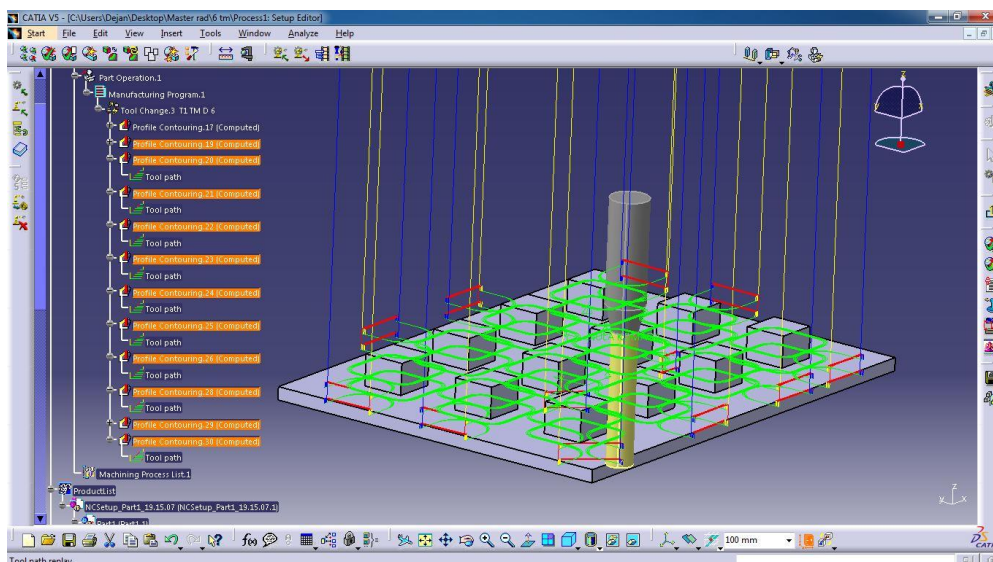 CATIA V5 - [C:\Users\Dejan\Desktop\Master rad\6 tm\Process1: Setup Editor]
Start File Edit View Insert Tools Window Analyze Help
Part Operation.1
Manufacturing Program.1
Tool Change.3 T1 TM D 6
Profile Contouring.17 (Computed)
Profile Contouring.19 (Computed)
Profile Contouring.20 (Computed)
Tool path
Profile Contouring.21 (Computed)
Tool path
Profile Contouring.22 (Computed)
Tool path
Profile Contouring.23 (Computed)
Tool path
Profile Contouring.24 (Computed)
Tool path
Profile Contouring.25 (Computed)
Tool path
Profile Contouring.26 (Computed)
Tool path
Profile Contouring.28 (Computed)
Tool path
Profile Contouring.29 (Computed)
Profile Contouring.30 (Computed)
Tool path
Machining Process List.1
ProductList
NCSetup_Part1_19.15.07 (NCSetup_Part1_19.15.07.1)
Part1 (Part1.1)
z
x
y
z
x
f(x)
100 mm
CATIA
Tool path replay